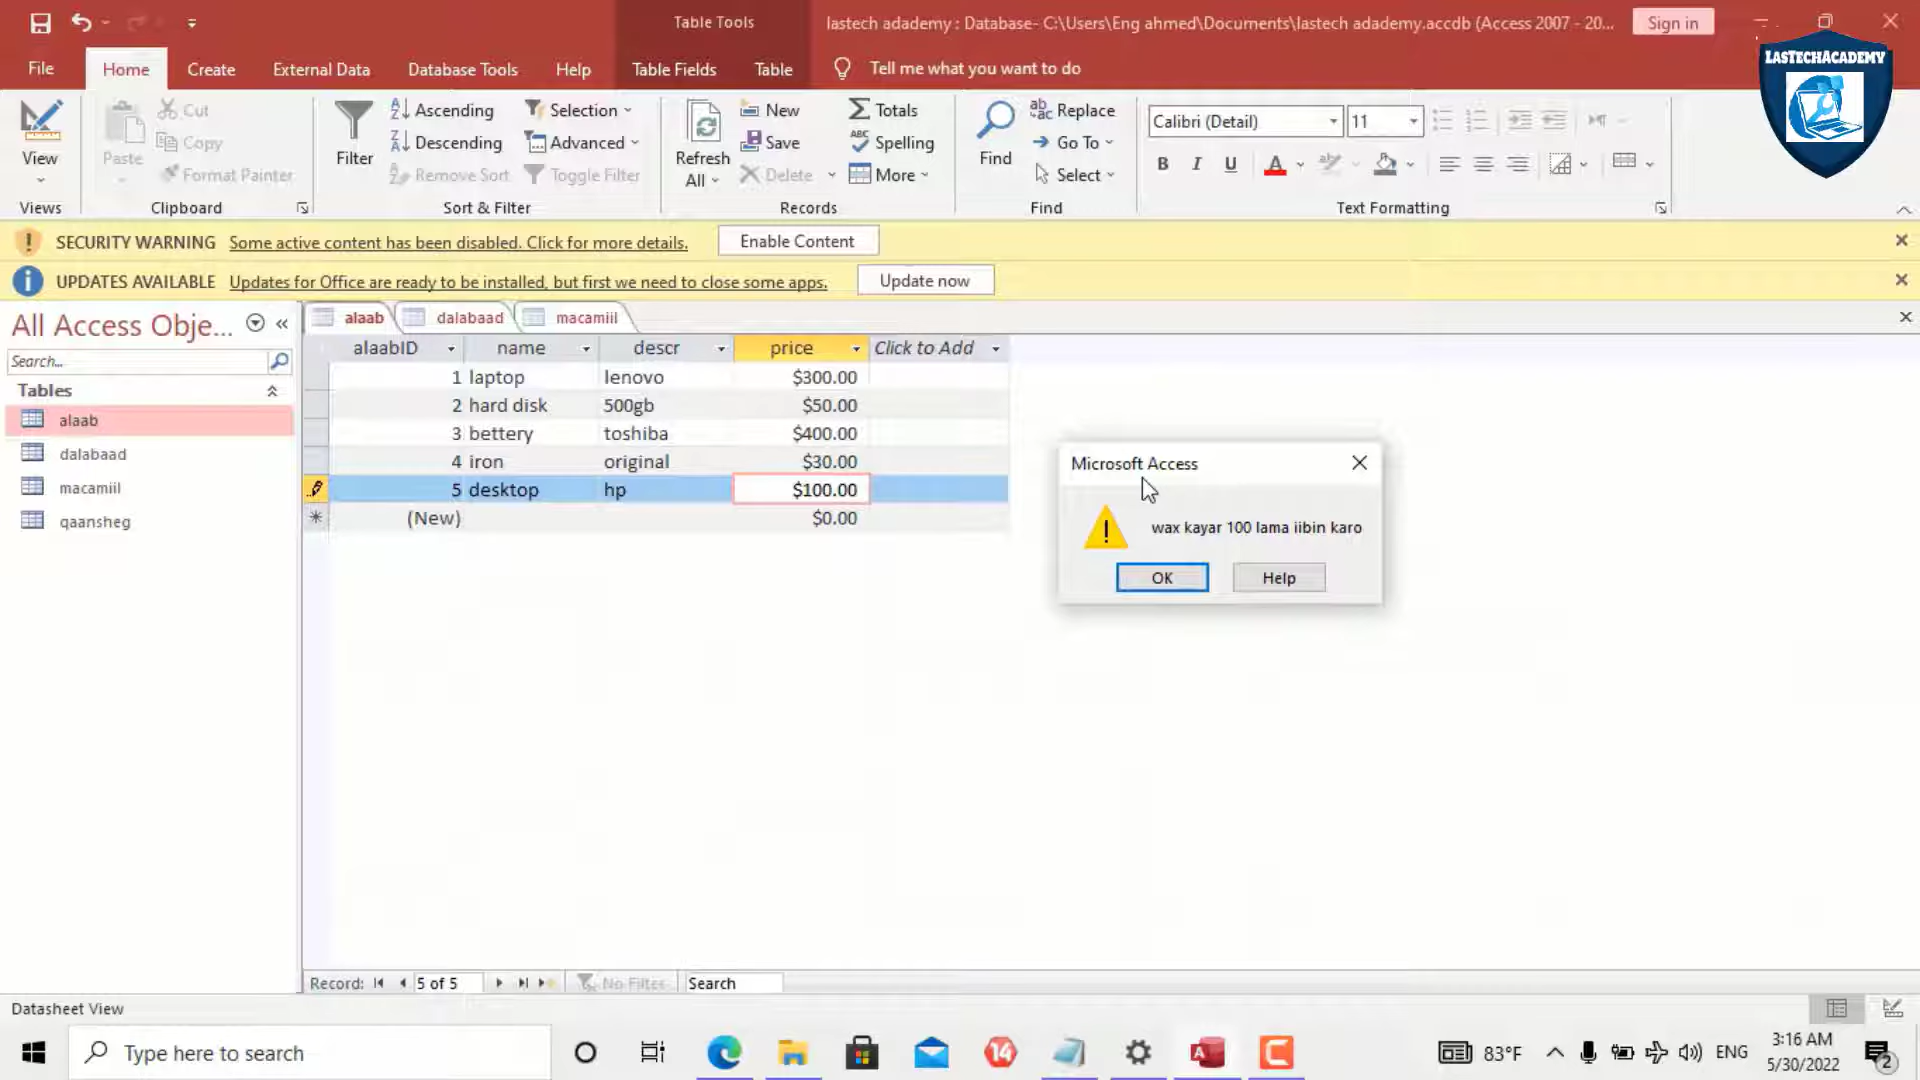 Table Tools
lastech adademy : Database- C:\Users\Eng ahmed\Documents\lastech adademy.accdb (Access 2007 - 20...
Sign in
File
Home
Create
External Data
Database Tools
Help
Table Fields
Table
Tell me what you want to do
LASTECHACADEMY
View
Views
Paste
Cut
Copy
Format Painter
Clipboard
Filter
Ascending
Descending
Remove Sort
Selection
Advanced
Toggle Filter
Sort & Filter
Refresh
All
New
Save
Delete
Totals
Spelling
More
Records
Find
Replace
Go To
Select
Find
Calibri (Detail)
11
B I U A
Text Formatting
SECURITY WARNING Some active content has been disabled. Click for more details. Enable Content
UPDATES AVAILABLE Updates for Office are ready to be installed, but first we need to close some apps. Update now
All Access Obje...
Search...
Tables
alaab
dalabaad
macamiil
qaansheg
alaab dalabaad macamiil
alaabID name descr price Click to Add
1 laptop lenovo $300.00
2 hard disk 500gb $50.00
3 bettery toshiba $400.00
4 iron original $30.00
5 desktop hp $100.00
(New) $0.00
Microsoft Access
wax kayar 100 lama iibin karo
OK Help
Record: 5 of 5 No Filter Search
Datasheet View
Type here to search
14
83°F
ENG
3:16 AM
5/30/2022
2